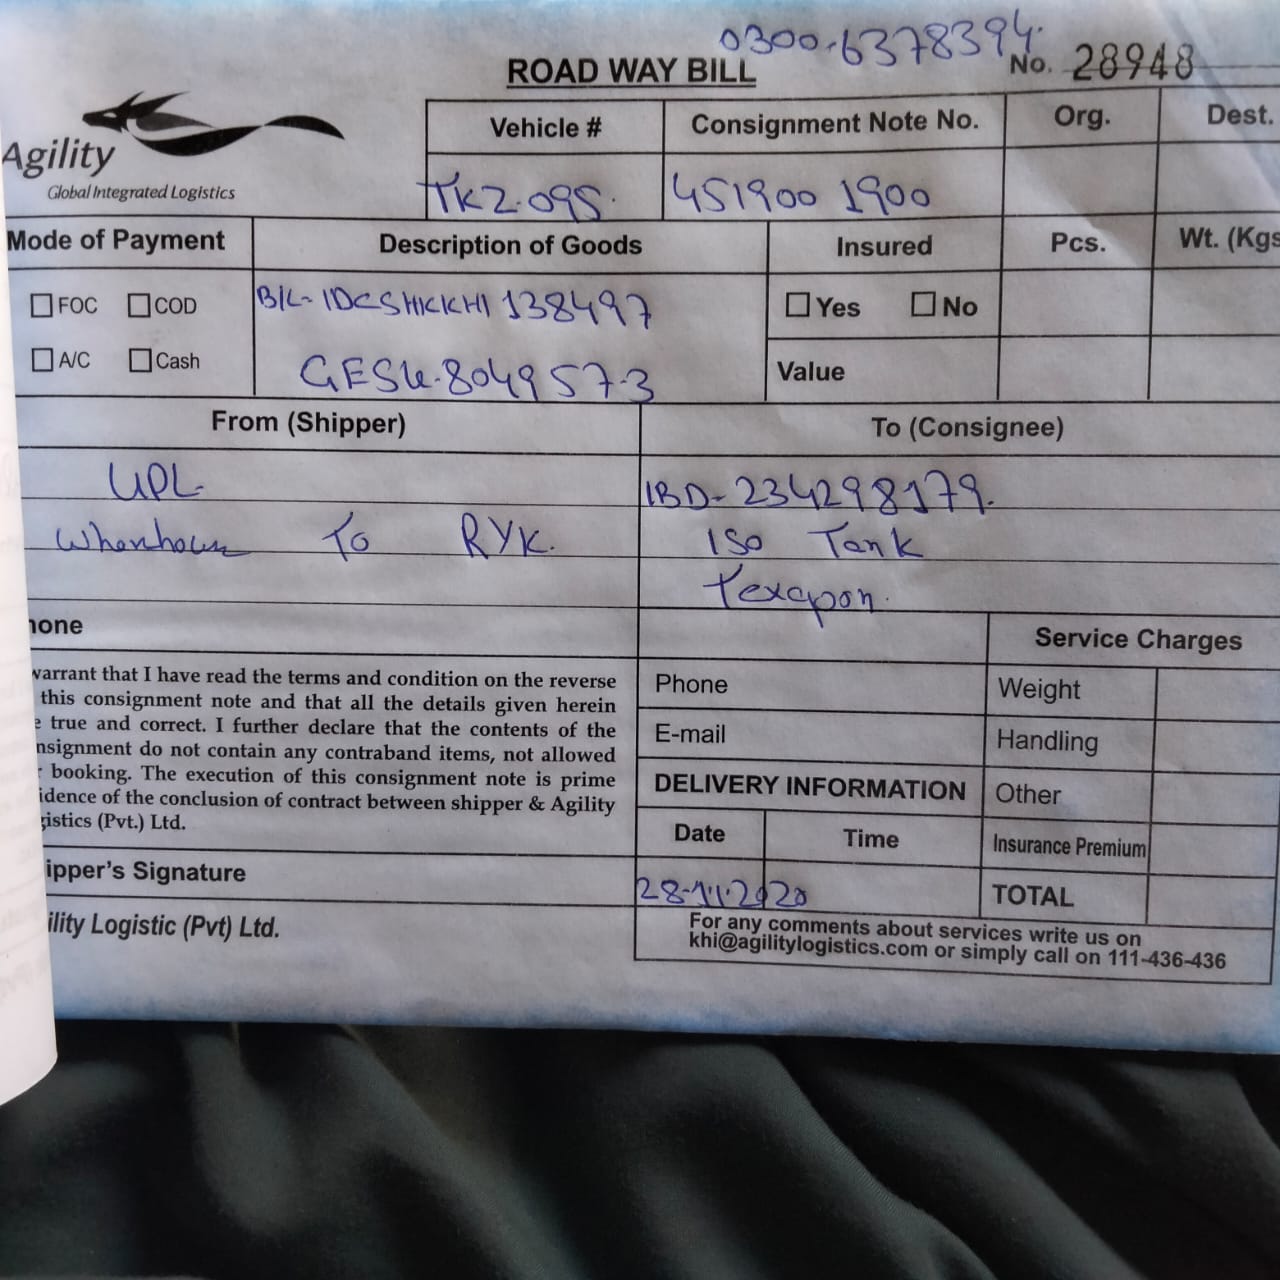 0300-6378394
ROAD WAY BILL
No. 28948
Agility
Global Integrated Logistics
Vehicle # Consignment Note No. Org. Dest.
TKZ-095 451900 1900
Mode of Payment Description of Goods Insured Pcs. Wt. (Kgs
FOC COD B/L- 138497 Yes No
A/C Cash 804957-3 Value
From (Shipper) To (Consignee)
UPL IBD-234298179.
To RYK. ISO Tank
Texapon.
hone
Service Charges
warrant that I have read the terms and condition on the reverse
this consignment note and that all the details given herein
e true and correct. I further declare that the contents of the
nsignment do not contain any contraband items, not allowed
r booking. The execution of this consignment note is prime
idence of the conclusion of contract between shipper & Agility
gistics (Pvt.) Ltd.
Phone Weight
E-mail Handling
DELIVERY INFORMATION Other
Date Time Insurance Premium
ipper's Signature
28-11-2020 TOTAL
ility Logistic (Pvt) Ltd.
For any comments about services write us on
khi@agilitylogistics.com or simply call on 111-436-436